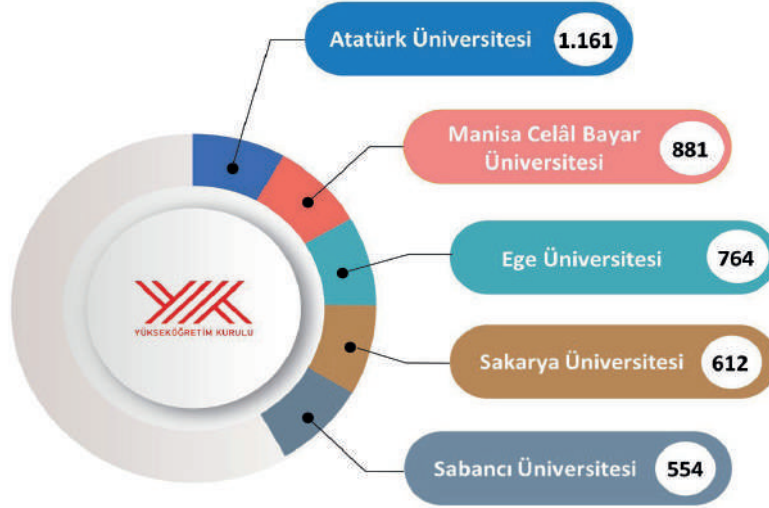 Atatürk Üniversitesi 1.161
Manisa Celâl Bayar
Üniversitesi 881
Ege Üniversitesi 764
YÜKSEKÖĞRETİM KURULU
Sakarya Üniversitesi 612
Sabancı Üniversitesi 554